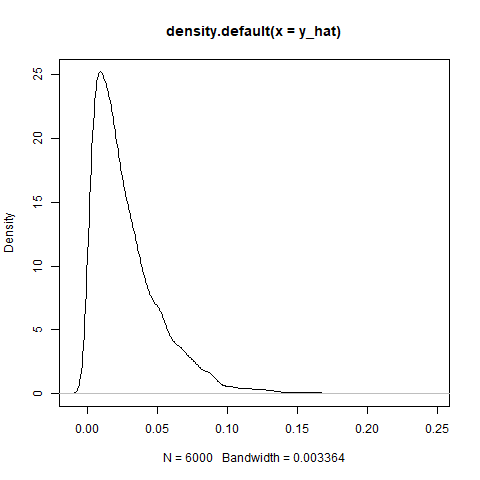 density.default(x = y_hat)
Density
0
5
10
15
20
25
0.00 0.05 0.10 0.15 0.20 0.25
N = 6000 Bandwidth = 0.003364